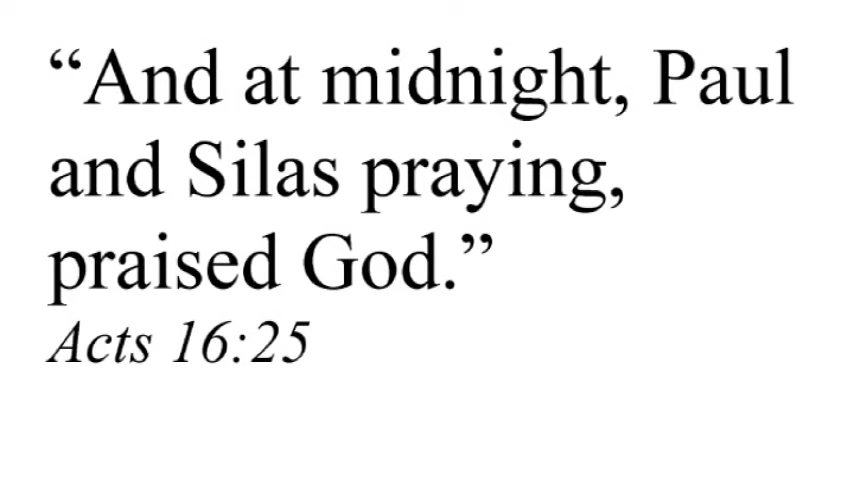 “And at midnight, Paul
and Silas praying,
praised God.”
Acts 16:25